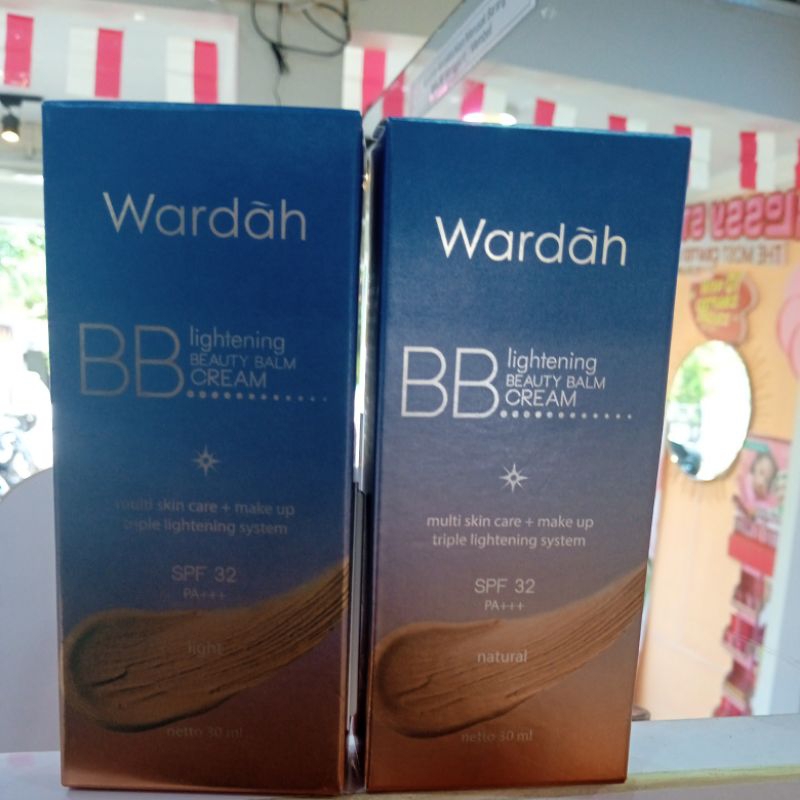 Wardàh
BB lightening
BEAUTY BALM
CREAM
multi skin care + make up
triple lightening system
SPF 32
PA+++
light
netto 30 ml
Wardàh
BB lightening
BEAUTY BALM
CREAM
multi skin care + make up
triple lightening system
SPF 32
PA+++
natural
netto 30 ml